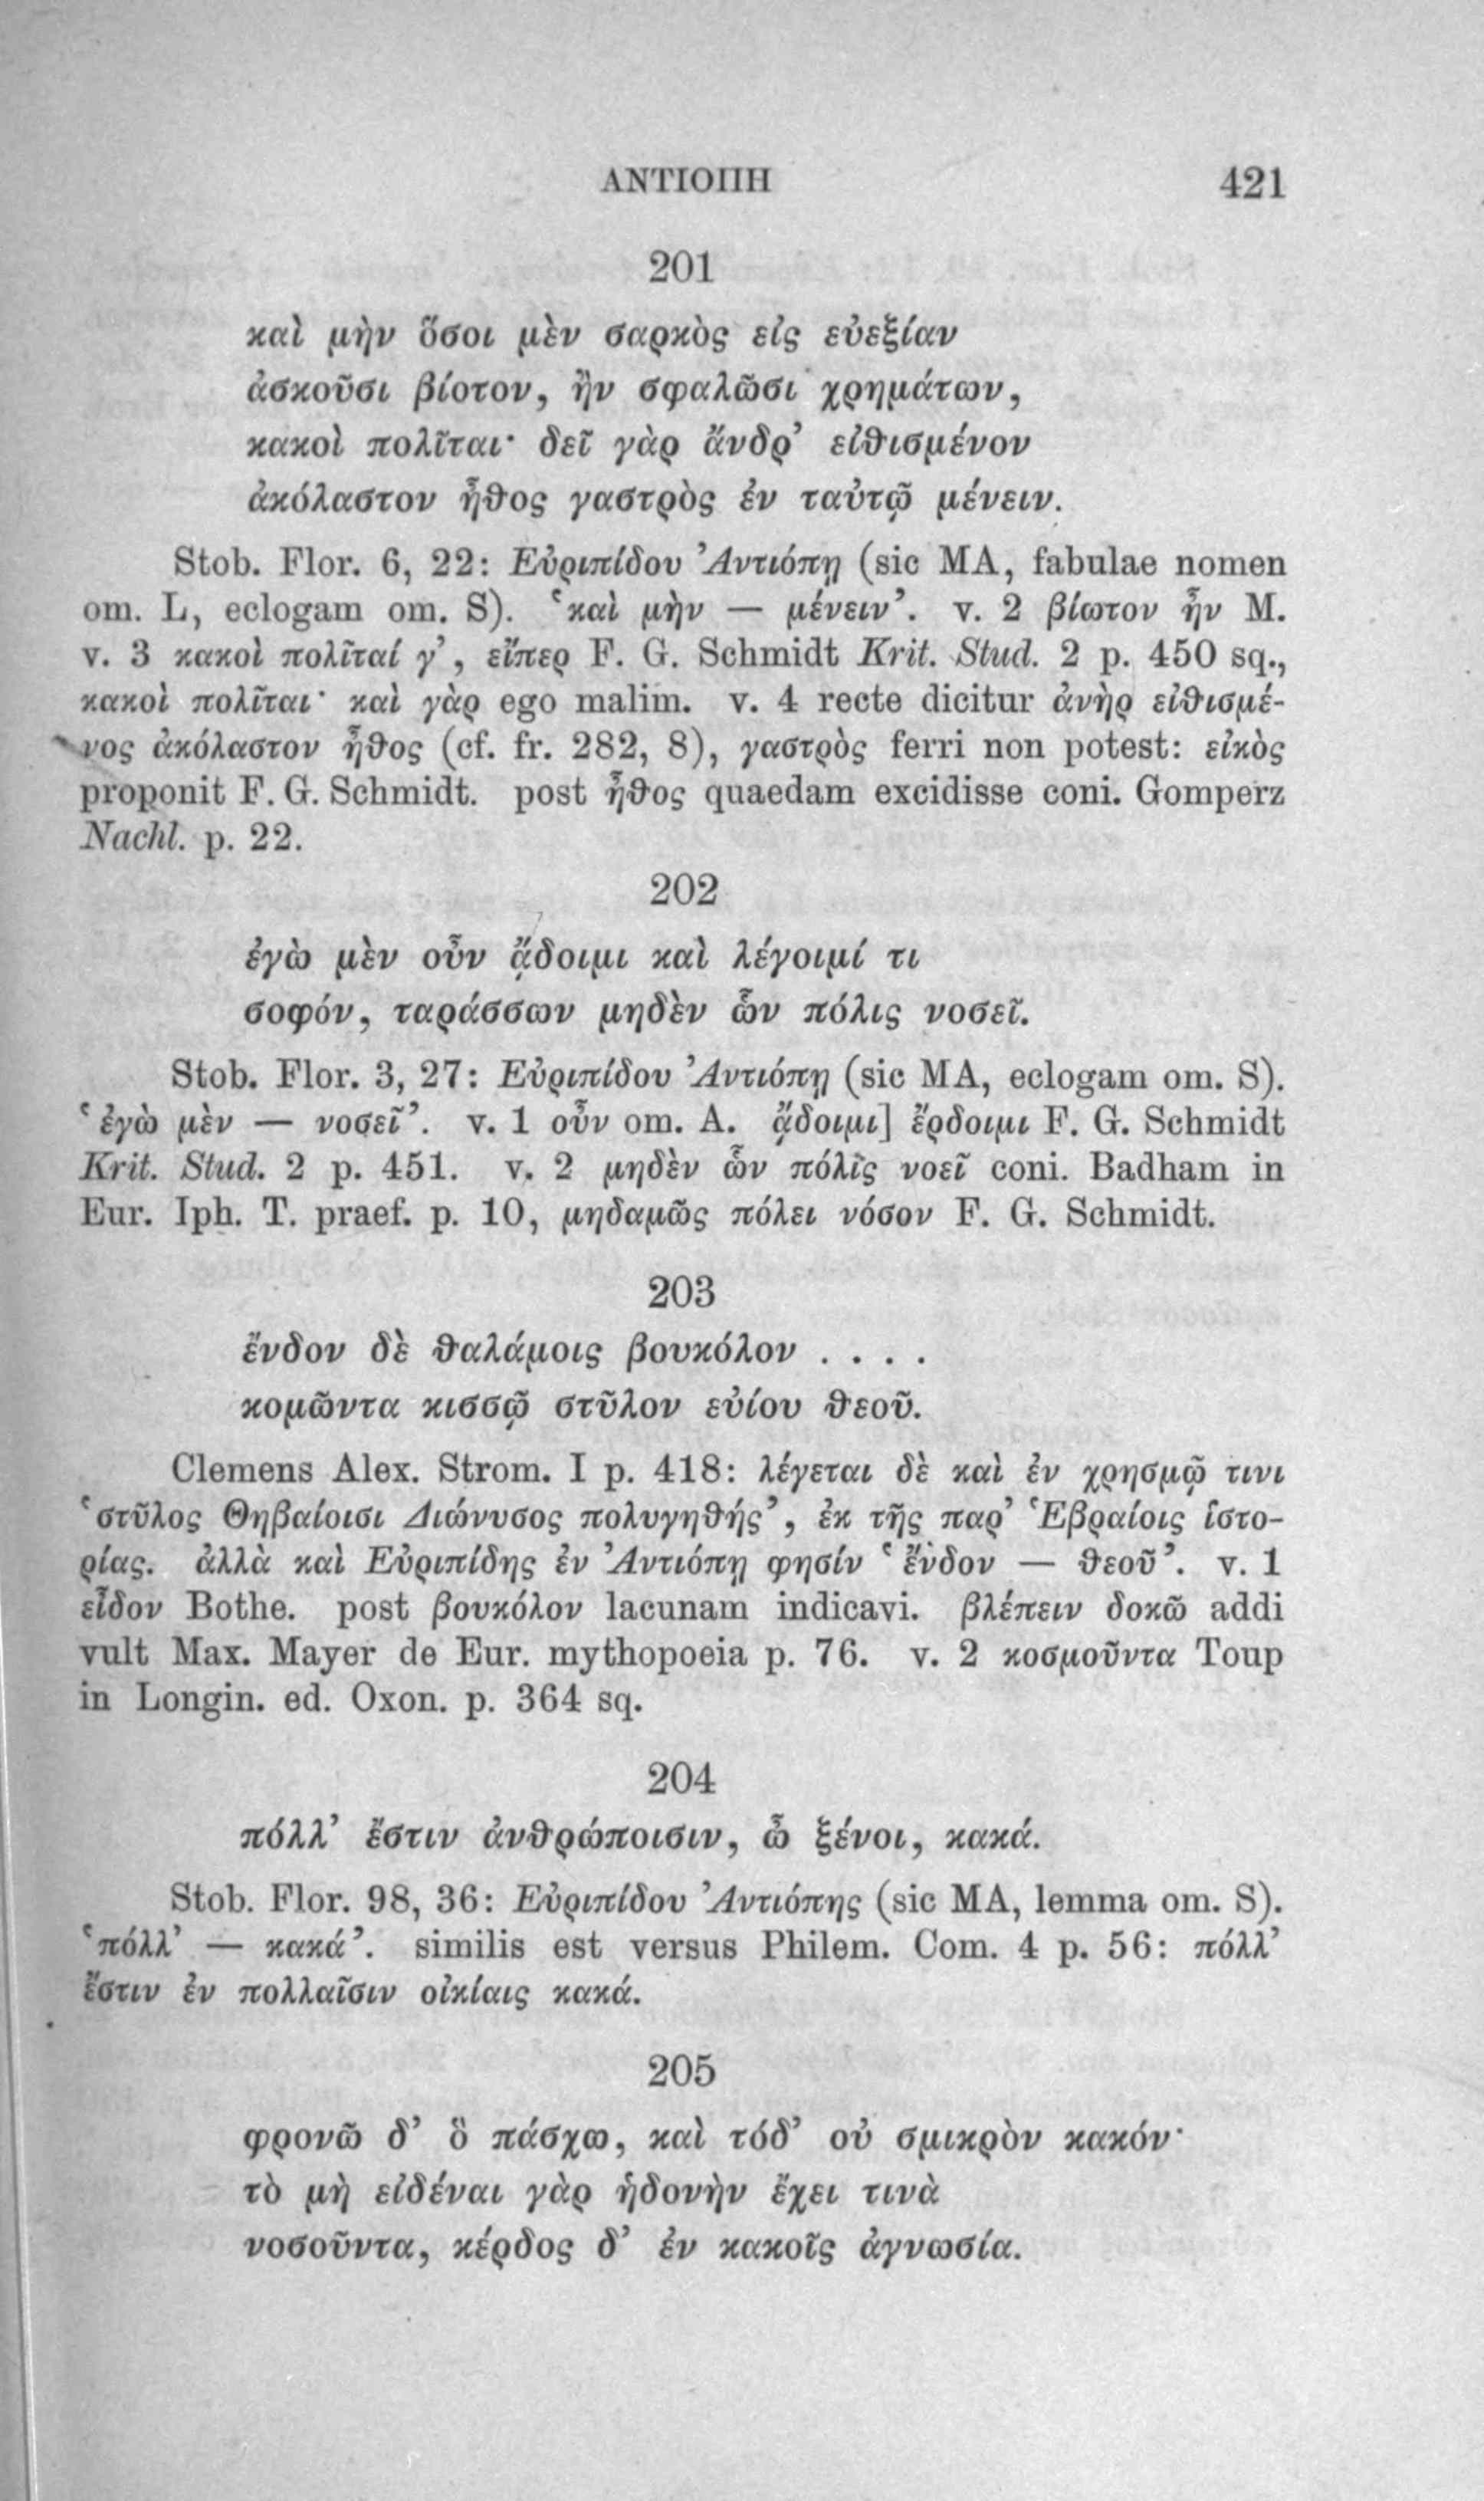 ΑΝΤΙΟΠΗ 421
201
καὶ μὴν ὅσοι μὲν σαρκὸς εἰς εὐεξίαν
ἀσκοῦσι βίοτον, ἢν σφαλῶσι χρημάτων,
κακοὶ πολῖται· δεῖ γὰρ ἄνδρ’ εἰθισμένον
ἀκόλαστον ἦθος γαστρὸς ἐν ταὐτῷ μένειν.
Stob. Flor. 6, 22: Εὐριπίδου Ἀντιόπῃ (sic MA, fabulae nomen
om. L, eclogam om. S). ‘καὶ μὴν — μένειν’. v. 2 βίωτον ἦν M.
v. 3 κακοὶ πολῖταί γ’, εἴπερ F. G. Schmidt Krit. Stud. 2 p. 450 sq.,
κακοὶ πολῖται· καὶ γὰρ ego malim. v. 4 recte dicitur ἀνὴρ εἰθισμέ-
νος ἀκόλαστον ἦθος (cf. fr. 282, 8), γαστρὸς ferri non potest: εἰκὸς
proponit F. G. Schmidt. post ἦθος quaedam excidisse coni. Gomperz
Nachl. p. 22.
202
ἐγὼ μὲν οὖν ᾄδοιμι καὶ λέγοιμί τι
σοφόν, ταράσσων μηδὲν ὧν πόλις νοσεῖ.
Stob. Flor. 3, 27: Εὐριπίδου Ἀντιόπῃ (sic MA, eclogam om. S).
‘ἐγὼ μὲν — νοσεῖ’. v. 1 οὖν om. A. ᾄδοιμι] ἔρδοιμι F. G. Schmidt
Krit. Stud. 2 p. 451. v. 2 μηδὲν ὧν πόλις νοεῖ coni. Badham in
Eur. Iph. T. praef. p. 10, μηδαμῶς πόλει νόσον F. G. Schmidt.
203
ἔνδον δὲ θαλάμοις βουκόλον . . . .
κομῶντα κισσῷ στῦλον εὐίου θεοῦ.
Clemens Alex. Strom. I p. 418: λέγεται δὲ καὶ ἐν χρησμῷ τινι
‘στῦλος Θηβαίοισι Διώνυσος πολυγηθής’, ἐκ τῆς παρ’ Ἑβραίοις ἱστο-
ρίας. ἀλλὰ καὶ Εὐριπίδης ἐν Ἀντιόπῃ φησίν ‘ἔνδον — θεοῦ’. v. 1
εἶδον Bothe. post βουκόλον lacunam indicavi. βλέπειν δοκῶ addi
vult Max. Mayer de Eur. mythopoeia p. 76. v. 2 κοσμοῦντα Toup
in Longin. ed. Oxon. p. 364 sq.
204
πόλλ’ ἔστιν ἀνθρώποισιν, ὦ ξένοι, κακά.
Stob. Flor. 98, 36: Εὐριπίδου Ἀντιόπης (sic MA, lemma om. S).
‘πόλλ’ — κακά’. similis est versus Philem. Com. 4 p. 56: πόλλ’
ἔστιν ἐν πολλαῖσιν οἰκίαις κακά.
205
φρονῶ δ’ ὃ πάσχω, καὶ τόδ’ οὐ σμικρὸν κακόν·
τὸ μὴ εἰδέναι γὰρ ἡδονὴν ἔχει τινὰ
νοσοῦντα, κέρδος δ’ ἐν κακοῖς ἀγνωσία.